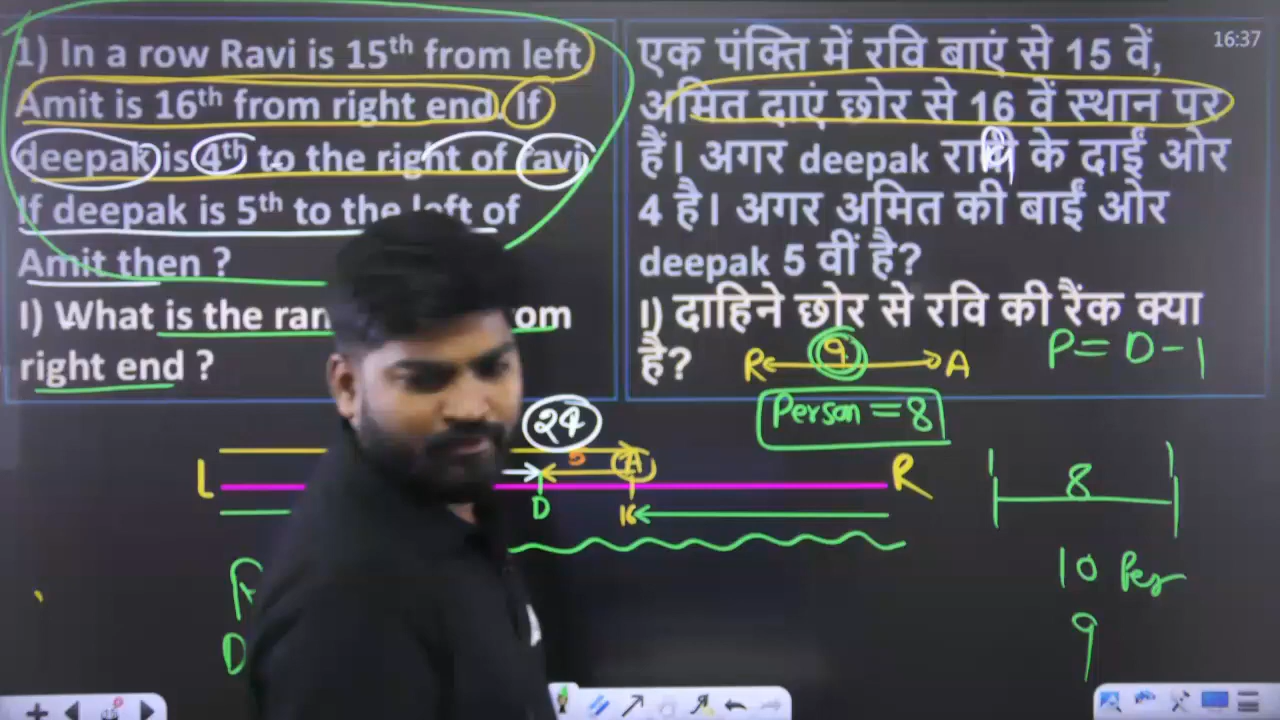 1) In a row Ravi is 15th from left
Amit is 16th from right end. If
deepak is 4th to the right of ravi
If deepak is 5th to the left of
Amit then ?
I) What is the ran om
right end ?
एक पंक्ति में रवि बाएं से 15 वें,
अमित दाएं छोर से 16 वें स्थान पर
हैं। अगर deepak के दाईं ओर
4 है। अगर अमित की बाईं ओर
deepak 5 वीं है?
I) दाहिने छोर से रवि की रैंक क्या
है?
16:37
R 9 A
P = D - 1
Person = 8
24
5 A
L R
D 16
8
10 Per
9
D